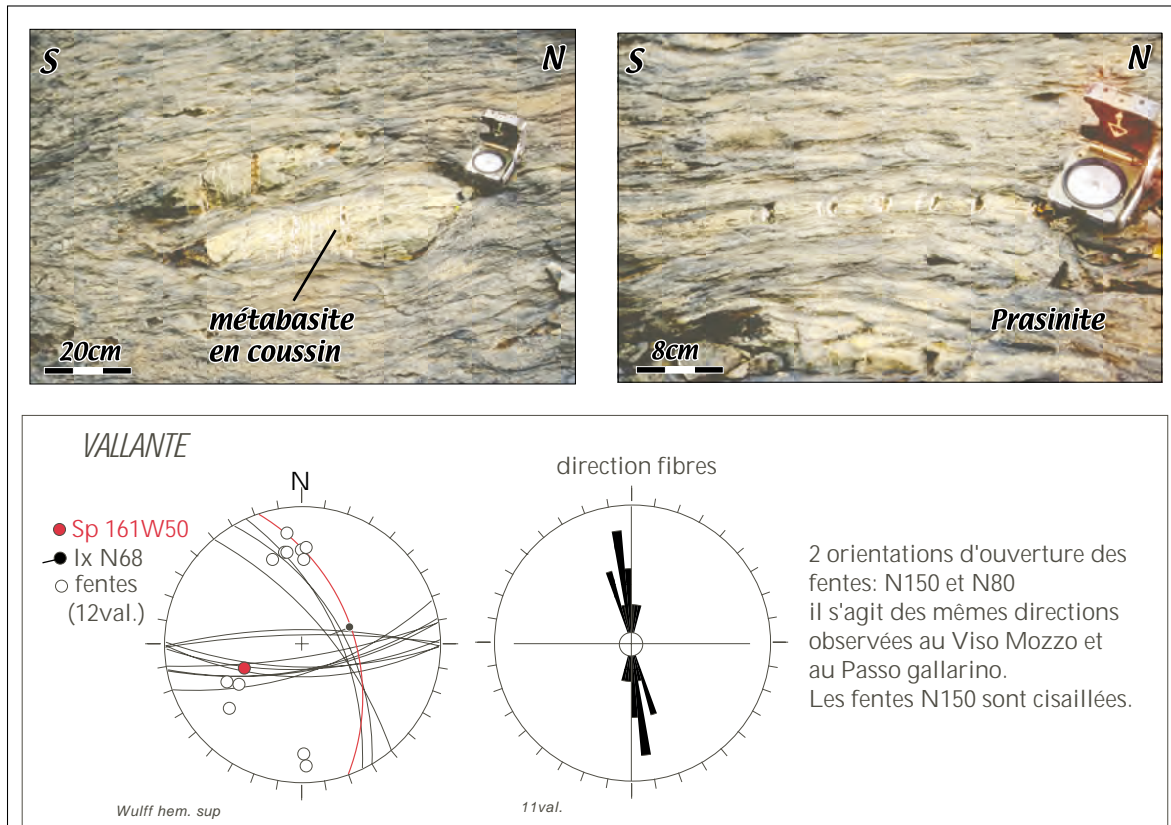 S
N
métabasite
en coussin
20cm
S
N
Prasinite
8cm
VALLANTE
N
Sp 161W50
lx N68
fentes
(12val.)
Wulff hem. sup
direction fibres
11val.
2 orientations d'ouverture des
fentes: N150 et N80
il s'agit des mêmes directions
observées au Viso Mozzo et
au Passo gallarino.
Les fentes N150 sont cisaillées.